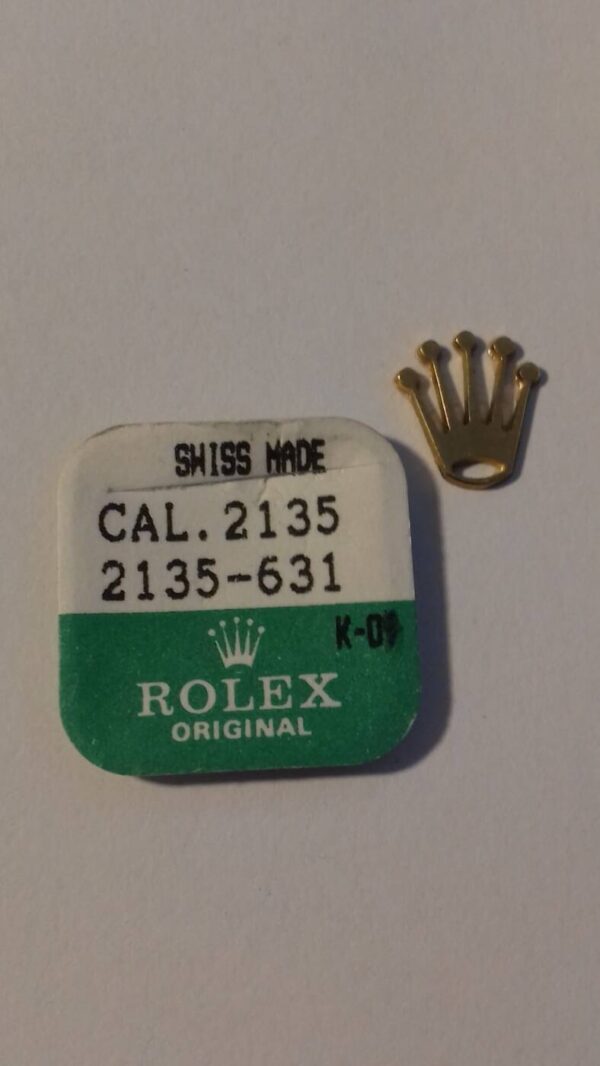 SWISS MADE
CAL. 2135
2135-631
ROLEX
ORIGINAL